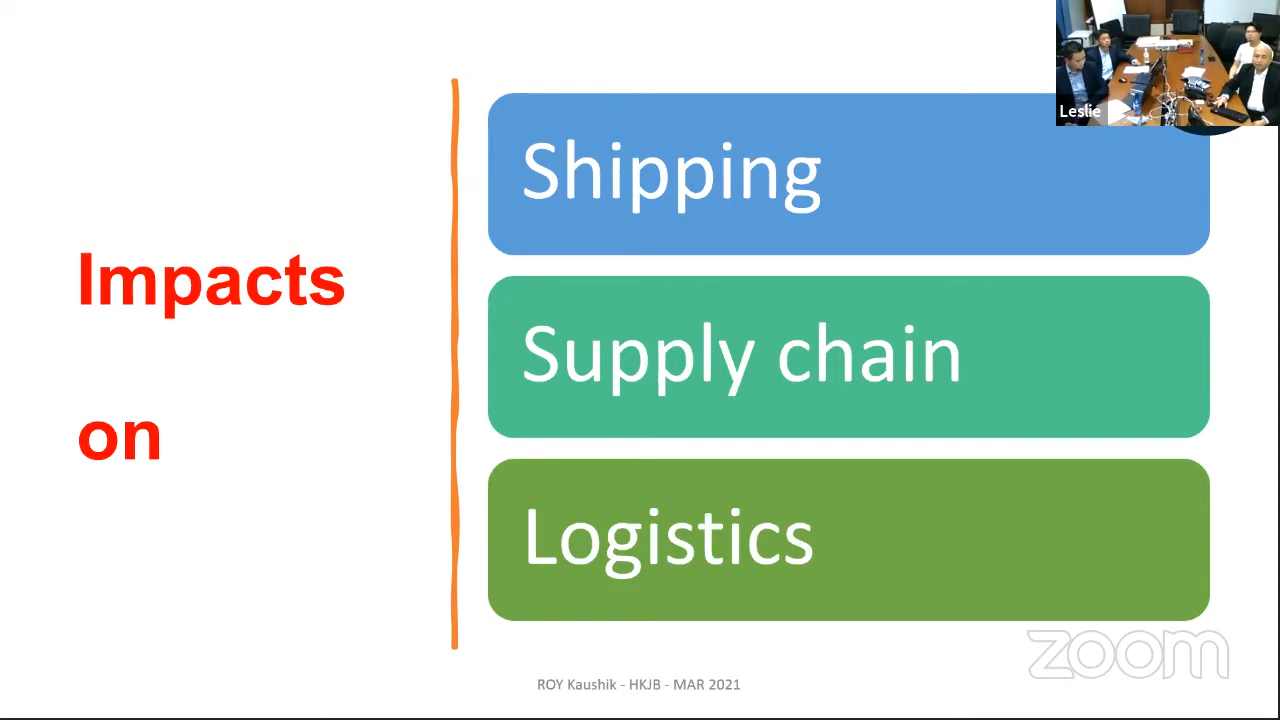 Impacts
on
Shipping
Supply chain
Logistics
Leslie
ROY Kaushik - HKJB - MAR 2021
zoom